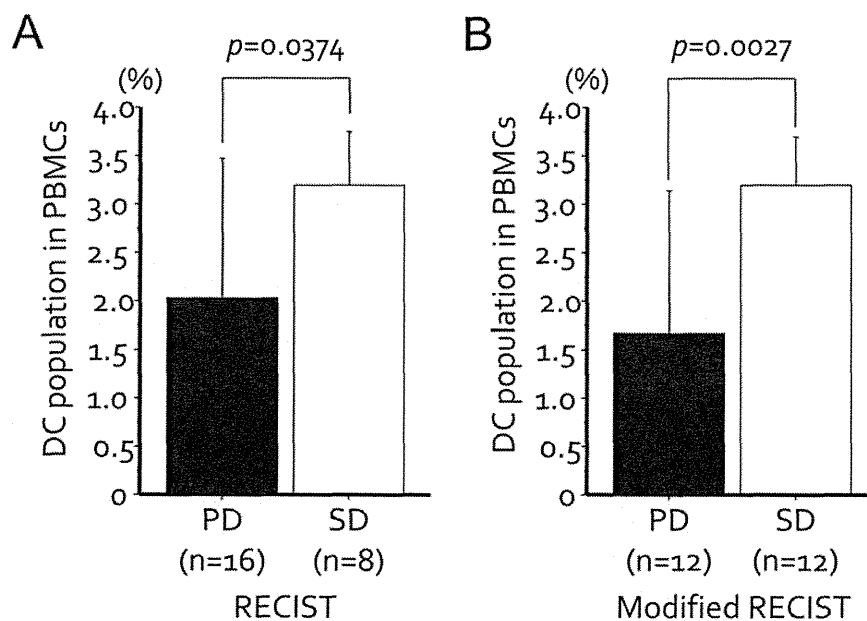 A
p=0.0374
(%)
DC population in PBMCs
4.0
3.5
3.0
2.5
2.0
1.5
1.0
0.5
0
PD
SD
(n=16)
(n=8)
RECIST
B
p=0.0027
(%)
DC population in PBMCs
4.0
3.5
3.0
2.5
2.0
1.5
1.0
0.5
0
PD
SD
(n=12)
(n=12)
Modified RECIST